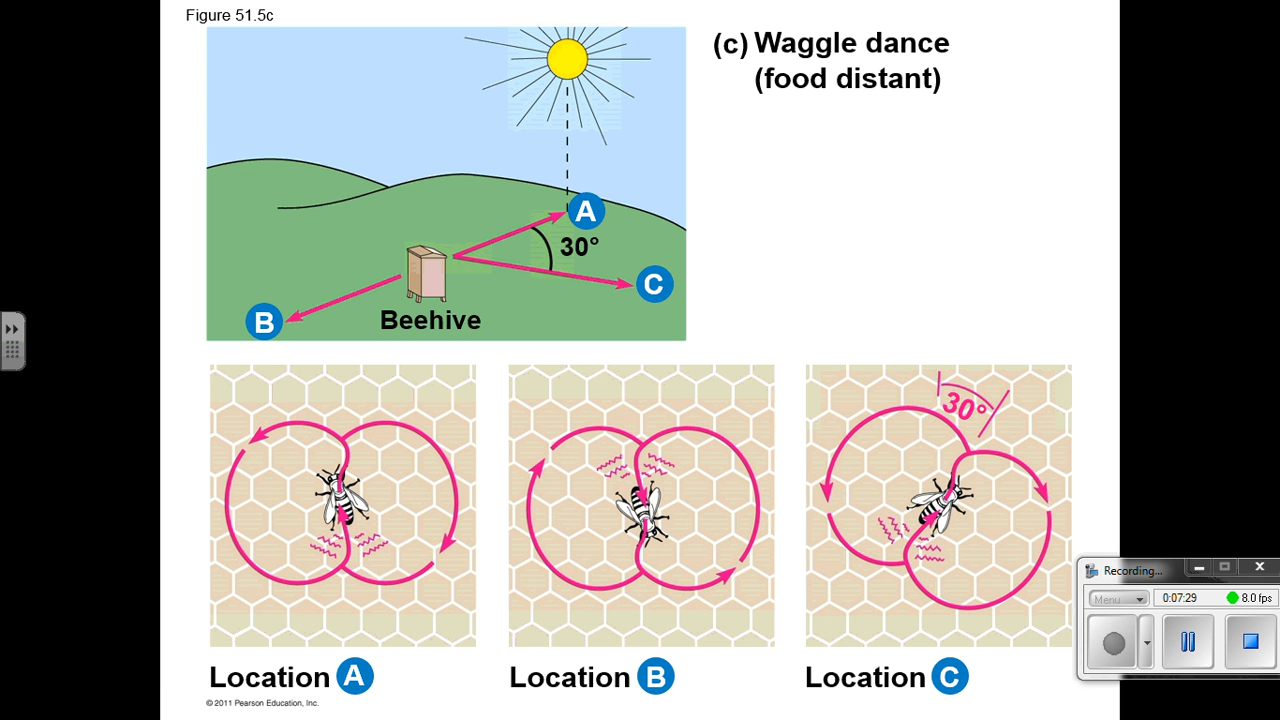 Figure 51.5c
(c) Waggle dance
(food distant)
A
30°
C
B
Beehive
30°
Location A
Location B
Location C
© 2011 Pearson Education, Inc.
Recording...
Menu
0:07:29
8.0 fps